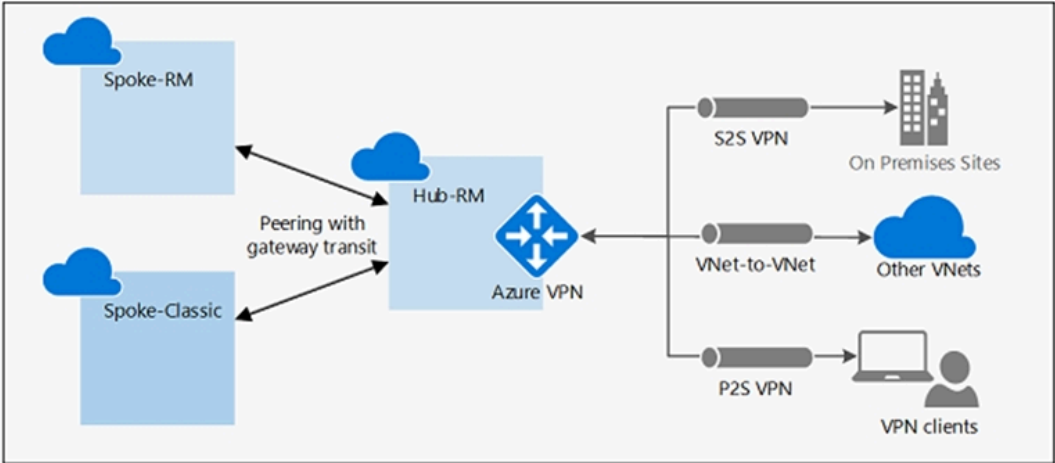 Spoke-RM
Hub-RM
Peering with
gateway transit
Spoke-Classic
Azure VPN
S2S VPN
On Premises Sites
VNet-to-VNet
Other VNets
P2S VPN
VPN clients